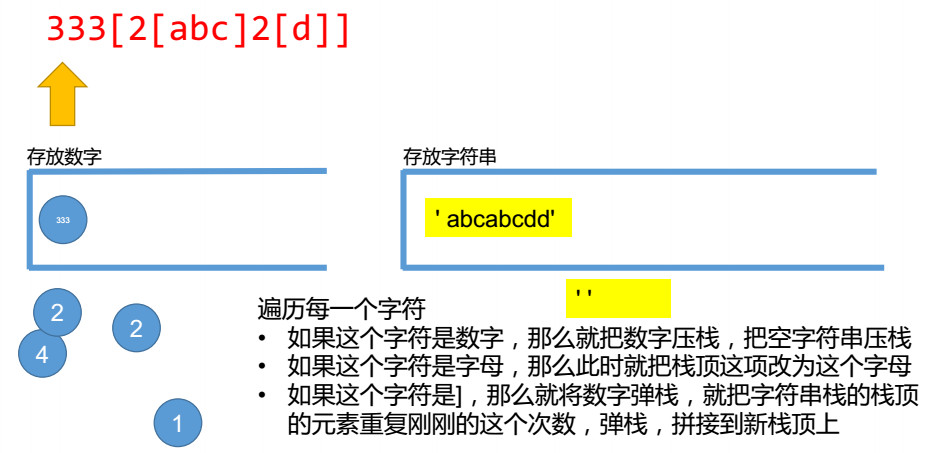 333[2[abc]2[d]]
存放数字
存放字符串
333
' abcabcdd'
' '
2
2
4
1
遍历每一个字符
• 如果这个字符是数字，那么就把数字压栈，把空字符串压栈
• 如果这个字符是字母，那么此时就把栈顶这项改为这个字母
• 如果这个字符是]，那么就将数字弹栈，就把字符串栈的栈顶
的元素重复刚刚的这个次数，弹栈，拼接到新栈顶上